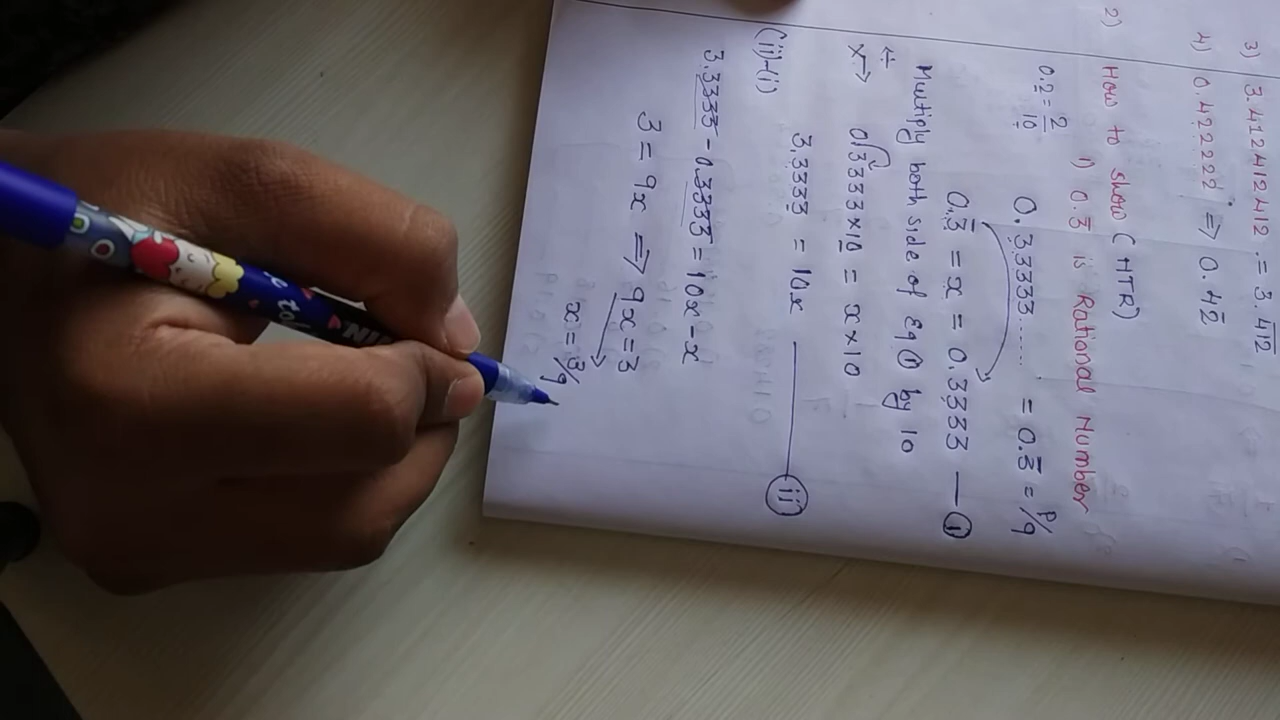 3) 3.412412412 . = 3.4̅1̅2̅
4) 0.422222 ⇒ 0.42̅
2) How to show (HTR)
1) 0.3̅ is Rational Number
0.2 = 2/10
0.33333...... = 0.3̅ = P/q
0.3̅ = x = 0.3333 — ①
Multiply both side of Eq ① by 10
0.3333 × 10 = x × 10
3.3333 = 10x — (ii)
(ii)-(i)
3.3333 - 0.3333 = 10x - x
3 = 9x ⇒ 9x = 3
x = 3/9